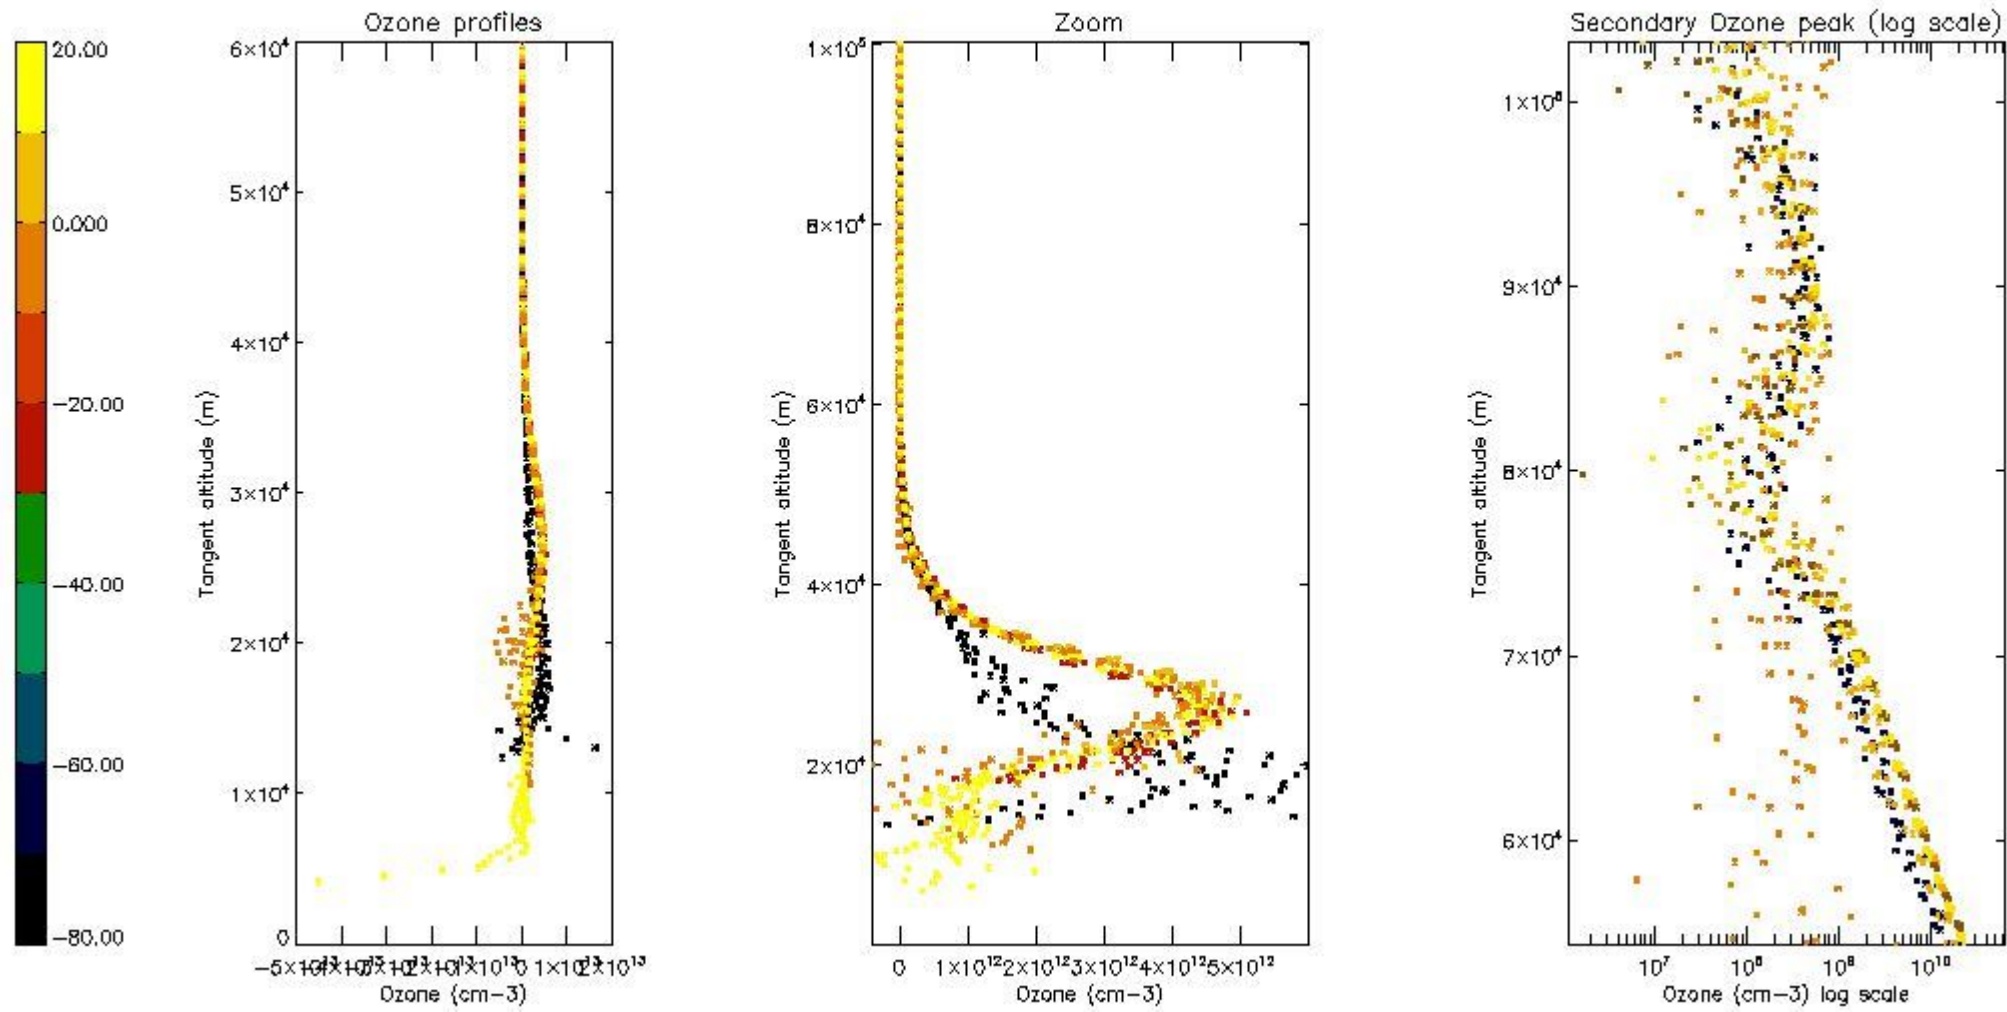 Ozone profiles
Zoom
Secondary Ozone peak (log scale)
20.00
0.000
−20.00
−40.00
−60.00
−80.00
6×10⁴
5×10⁴
4×10⁴
3×10⁴
2×10⁴
1×10⁴
0
Tangent altitude (m)
0 1×10¹³ 2×10¹³
Ozone (cm−3)
1×10⁵
8×10⁴
6×10⁴
4×10⁴
2×10⁴
Tangent altitude (m)
0 1×10¹² 2×10¹² 3×10¹² 4×10¹² 5×10¹²
Ozone (cm−3)
9×10⁴
8×10⁴
7×10⁴
6×10⁴
Tangent altitude (m)
10⁷ 10⁸ 10⁹ 10¹⁰
Ozone (cm−3) log scale